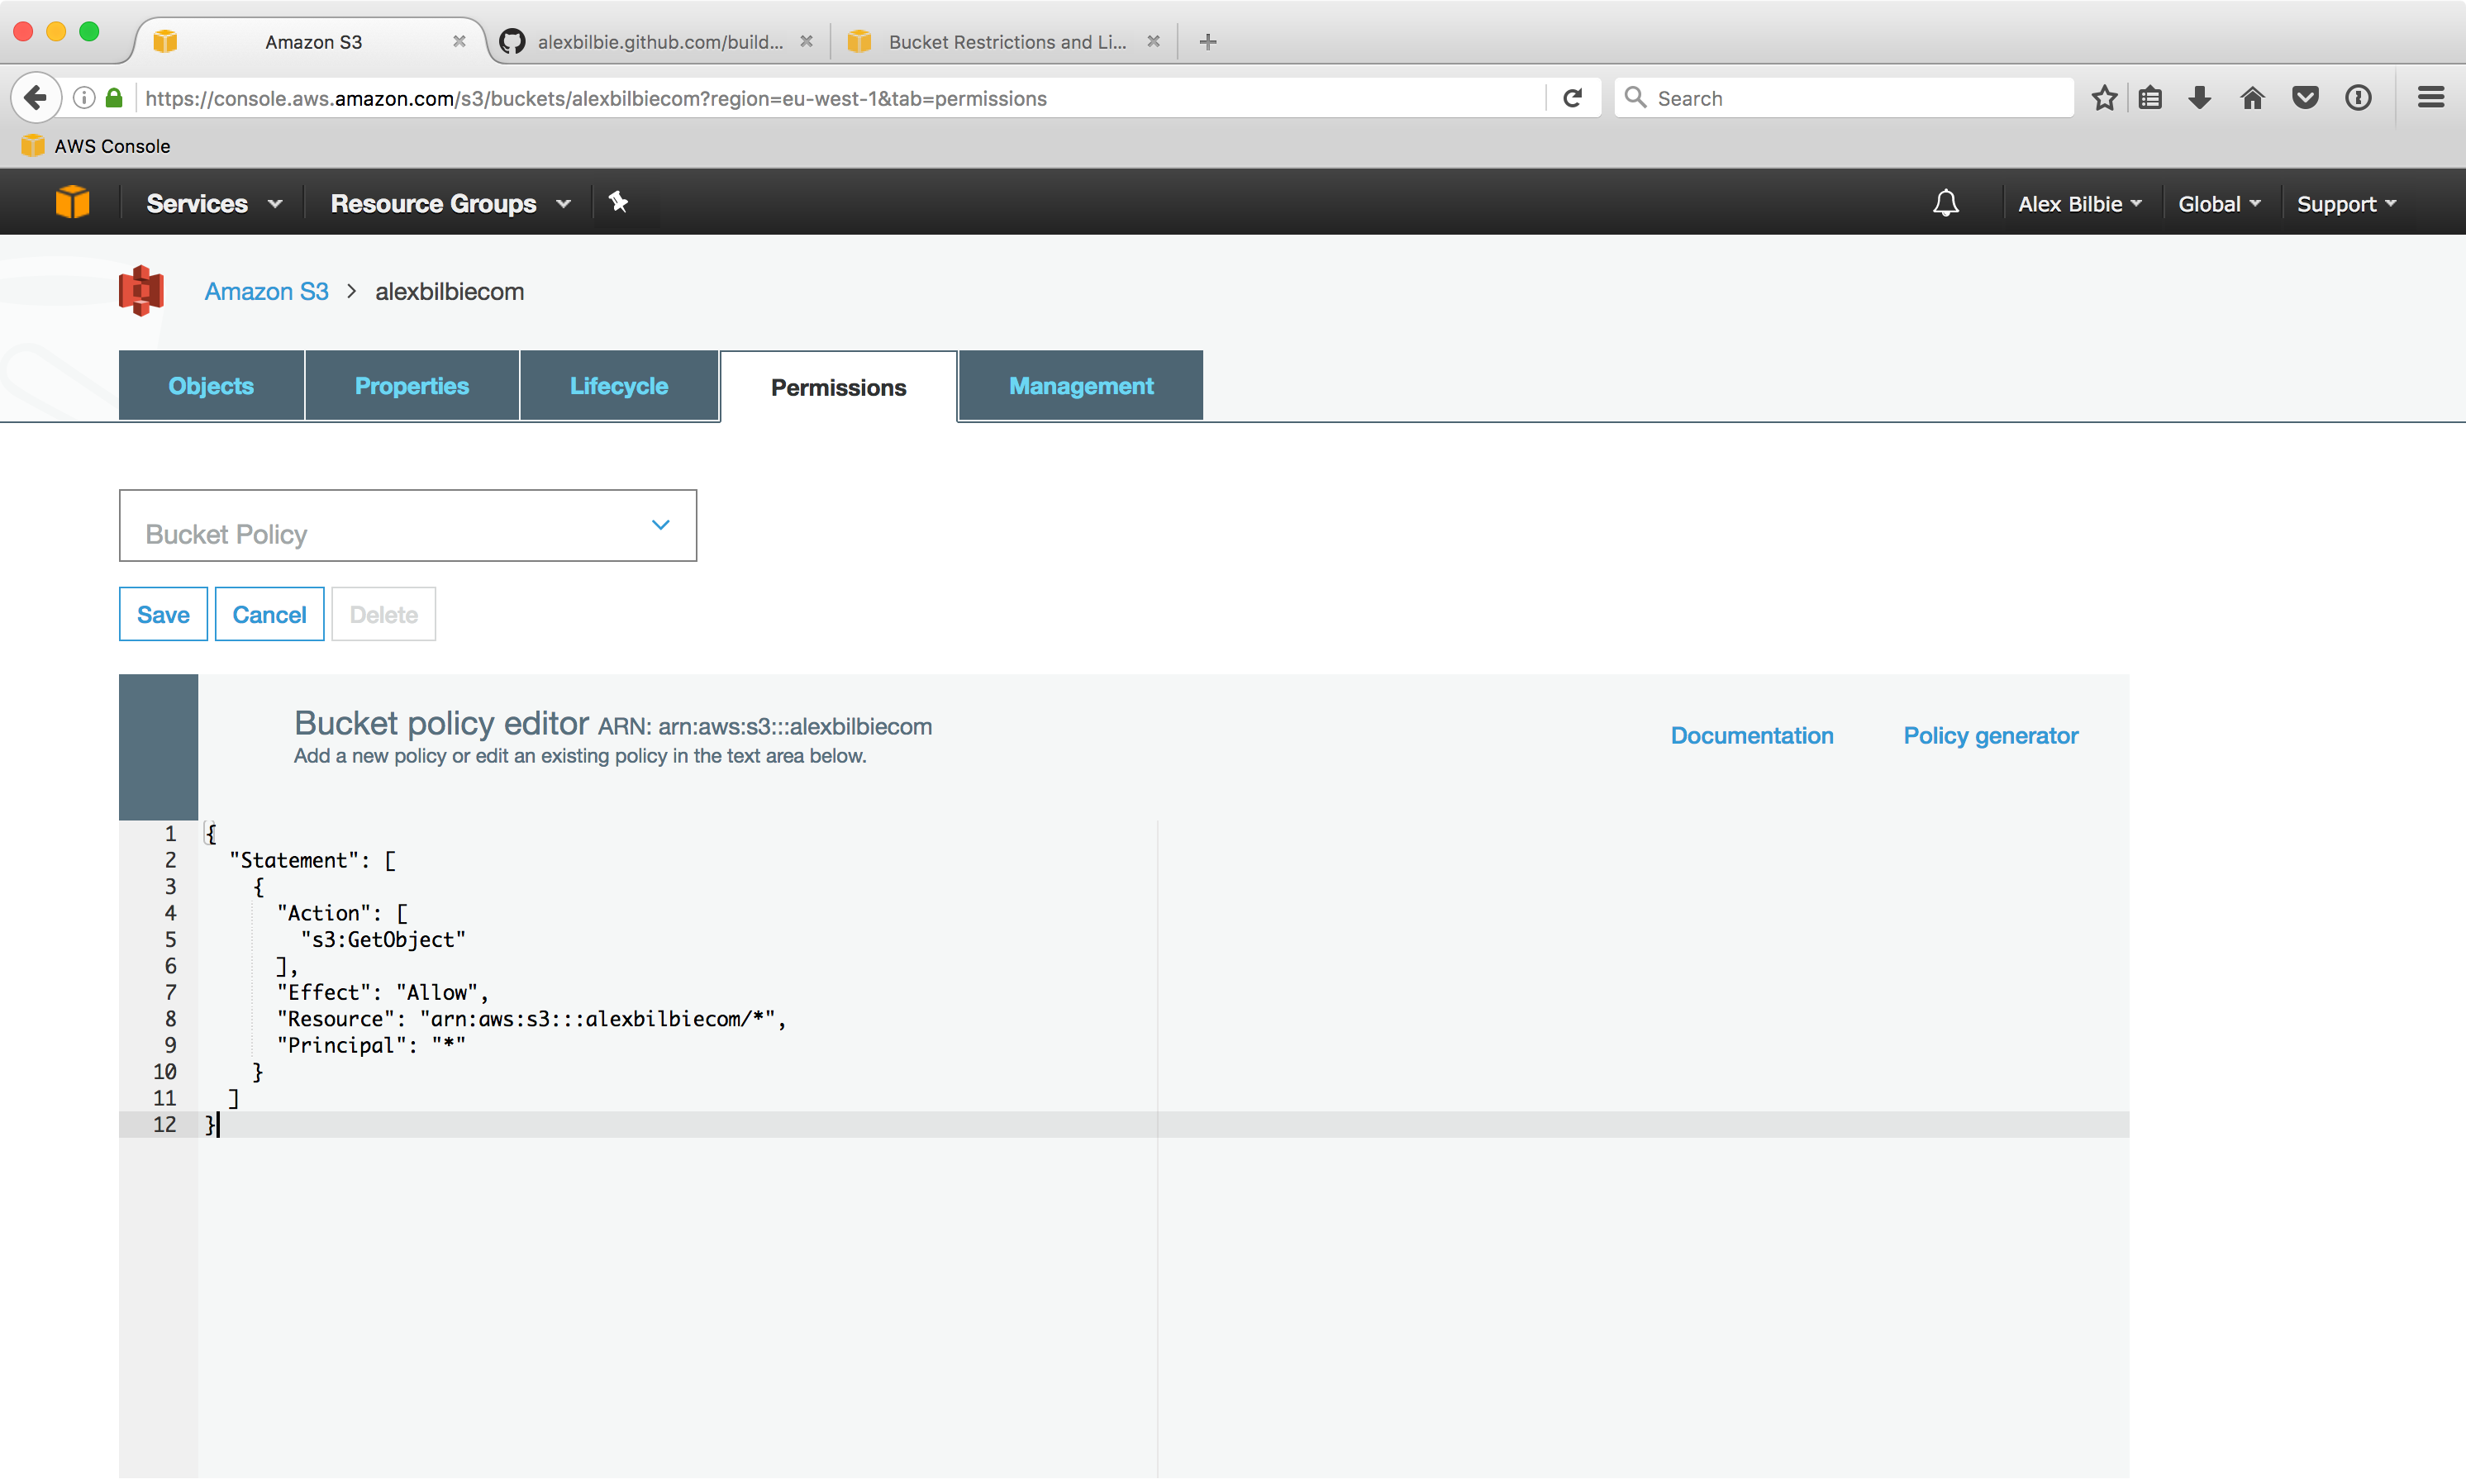 Amazon S3
alexbilbie.github.com/build...
Bucket Restrictions and Li...
https://console.aws.amazon.com/s3/buckets/alexbilbiecom?region=eu-west-1&tab=permissions
Search
AWS Console
Services
Resource Groups
Alex Bilbie
Global
Support
Amazon S3 > alexbilbiecom
Objects
Properties
Lifecycle
Permissions
Management
Bucket Policy
Save
Cancel
Delete
Bucket policy editor ARN: arn:aws:s3:::alexbilbiecom
Add a new policy or edit an existing policy in the text area below.
Documentation
Policy generator
1 {
2 "Statement": [
3 {
4 "Action": [
5 "s3:GetObject"
6 ],
7 "Effect": "Allow",
8 "Resource": "arn:aws:s3:::alexbilbiecom/*",
9 "Principal": "*"
10 }
11 ]
12 }